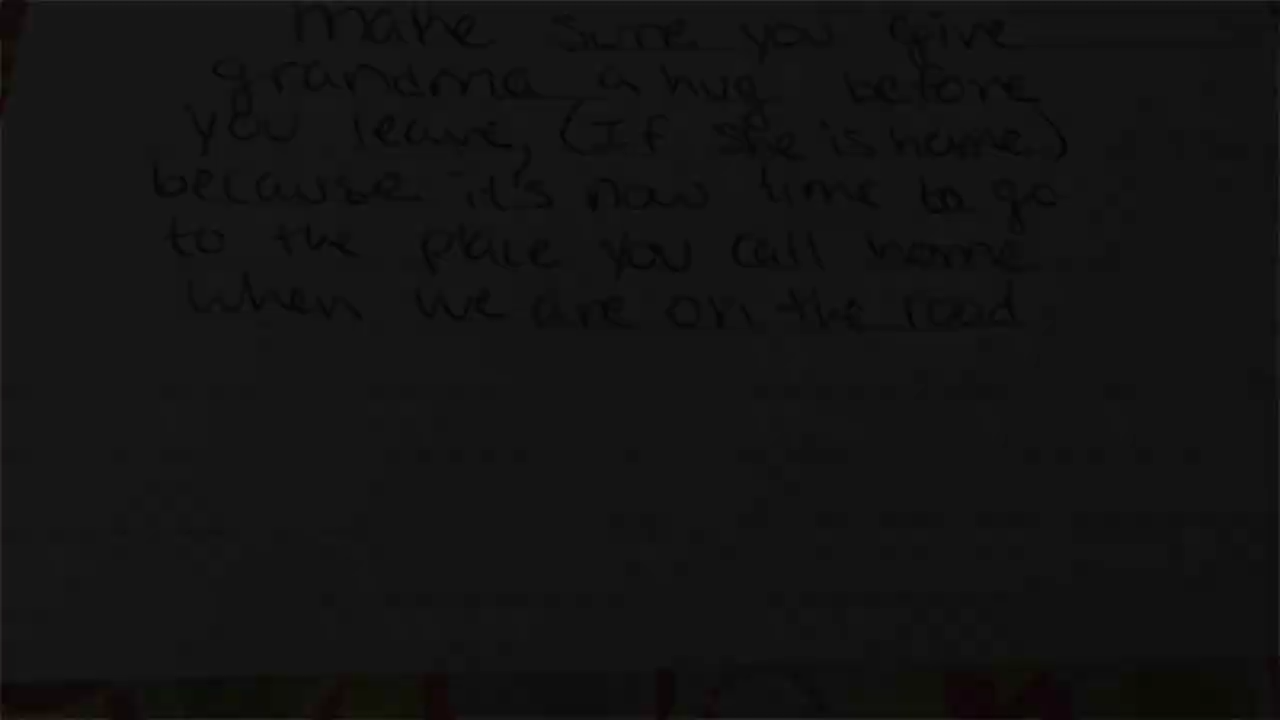 make sure you give
grandma a hug before
you leave, (If she is home)
because it's now time to go
to the place you call home
when we are on the road